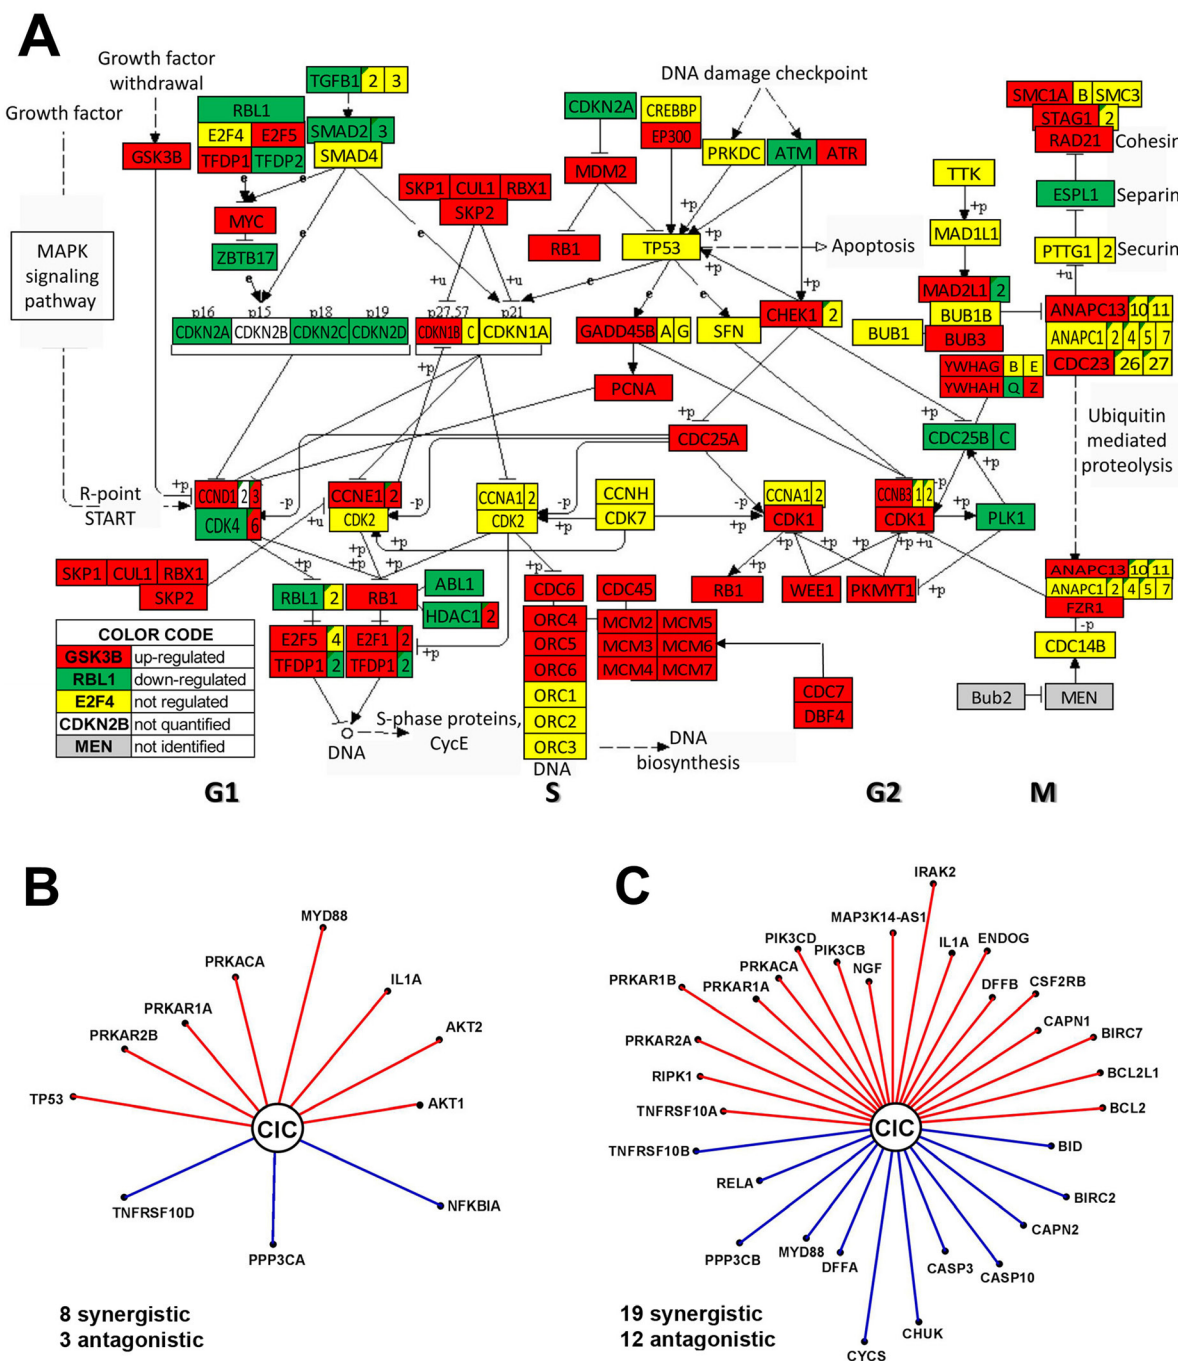 A
Growth factor
withdrawal
Growth factor
TGFB1 2 3
DNA damage checkpoint
RBL1
E2F4 E2F5
TFDP1 TFDP2
GSK3B
SMAD2 3
SMAD4
CDKN2A
CREBBP
EP300
PRKDC
ATM ATR
SMC1A B SMC3
STAG1 2
RAD21
Cohesin
TTK
+p
ESPL1
Separin
MAD1L1
PTTG1 2
Securin
+u
SKP1 CUL1 RBX1
SKP2
MDM2
RB1
TP53
+p
+p
+p
Apoptosis
e
e
MYC
ZBTB17
e
e
MAPK
signaling
pathway
p16 p15 p18 p19
CDKN2A CDKN2B CDKN2C CDKN2D
+u
+u
p27,57 p21
CDKN1B C CDKN1A
+p
e
e
e
GADD45B A G
SFN
+p
CHEK1 2
PCNA
MAD2L1 2
BUB1B
BUB1
BUB3
ANAPC13 10 11
ANAPC1 2 4 5 7
CDC23 26 27
YWHAG B E
YWHAH Q Z
+p
CDC25B C
+p
Ubiquitin
mediated
proteolysis
+p
CDC25A
R-point
START
+p
CCND1 2 3
CDK4 6
-p
CCNE1 2
CDK2
-p
+u
+p
CCNA1 2
CDK2
-p
+p
CCNH
CDK7
-p
+p
CCNA1 2
CDK1
CCNB3 1 2
CDK1
-p
+p
PLK1
SKP1 CUL1 RBX1
SKP2
+p
+p
+p
RBL1 2
RB1
ABL1
HDAC1 2
+p
+p
CDC6
CDC45
+p
RB1
+p
WEE1
+p
+u
PKMYT1
+p
ANAPC13 10 11
ANAPC1 2 4 5 7
FZR1
-p
CDC14B
Bub2
MEN
E2F5 4
TFDP1 2
E2F1 2
TFDP1 2
ORC4
ORC5
ORC6
ORC1
ORC2
ORC3
DNA
MCM2 MCM5
MCM3 MCM6
MCM4 MCM7
CDC7
DBF4
COLOR CODE
GSK3B up-regulated
RBL1 down-regulated
E2F4 not regulated
CDKN2B not quantified
MEN not identified
DNA
S-phase proteins,
CycE
DNA
biosynthesis
G1 S G2 M
B
MYD88
PRKACA
IL1A
PRKAR1A
PRKAR2B
AKT2
TP53
AKT1
CIC
TNFRSF10D
NFKBIA
PPP3CA
8 synergistic
3 antagonistic
C
IRAK2
MAP3K14-AS1
PIK3CD
PIK3CB
IL1A
ENDOG
PRKAR1B
PRKACA
NGF
PRKAR1A
DFFB
CSF2RB
CAPN1
BIRC7
PRKAR2A
RIPK1
BCL2L1
TNFRSF10A
BCL2
CIC
TNFRSF10B
BID
RELA
BIRC2
CAPN2
PPP3CB
MYD88
DFFA
CASP3
CASP10
CHUK
CYCS
19 synergistic
12 antagonistic